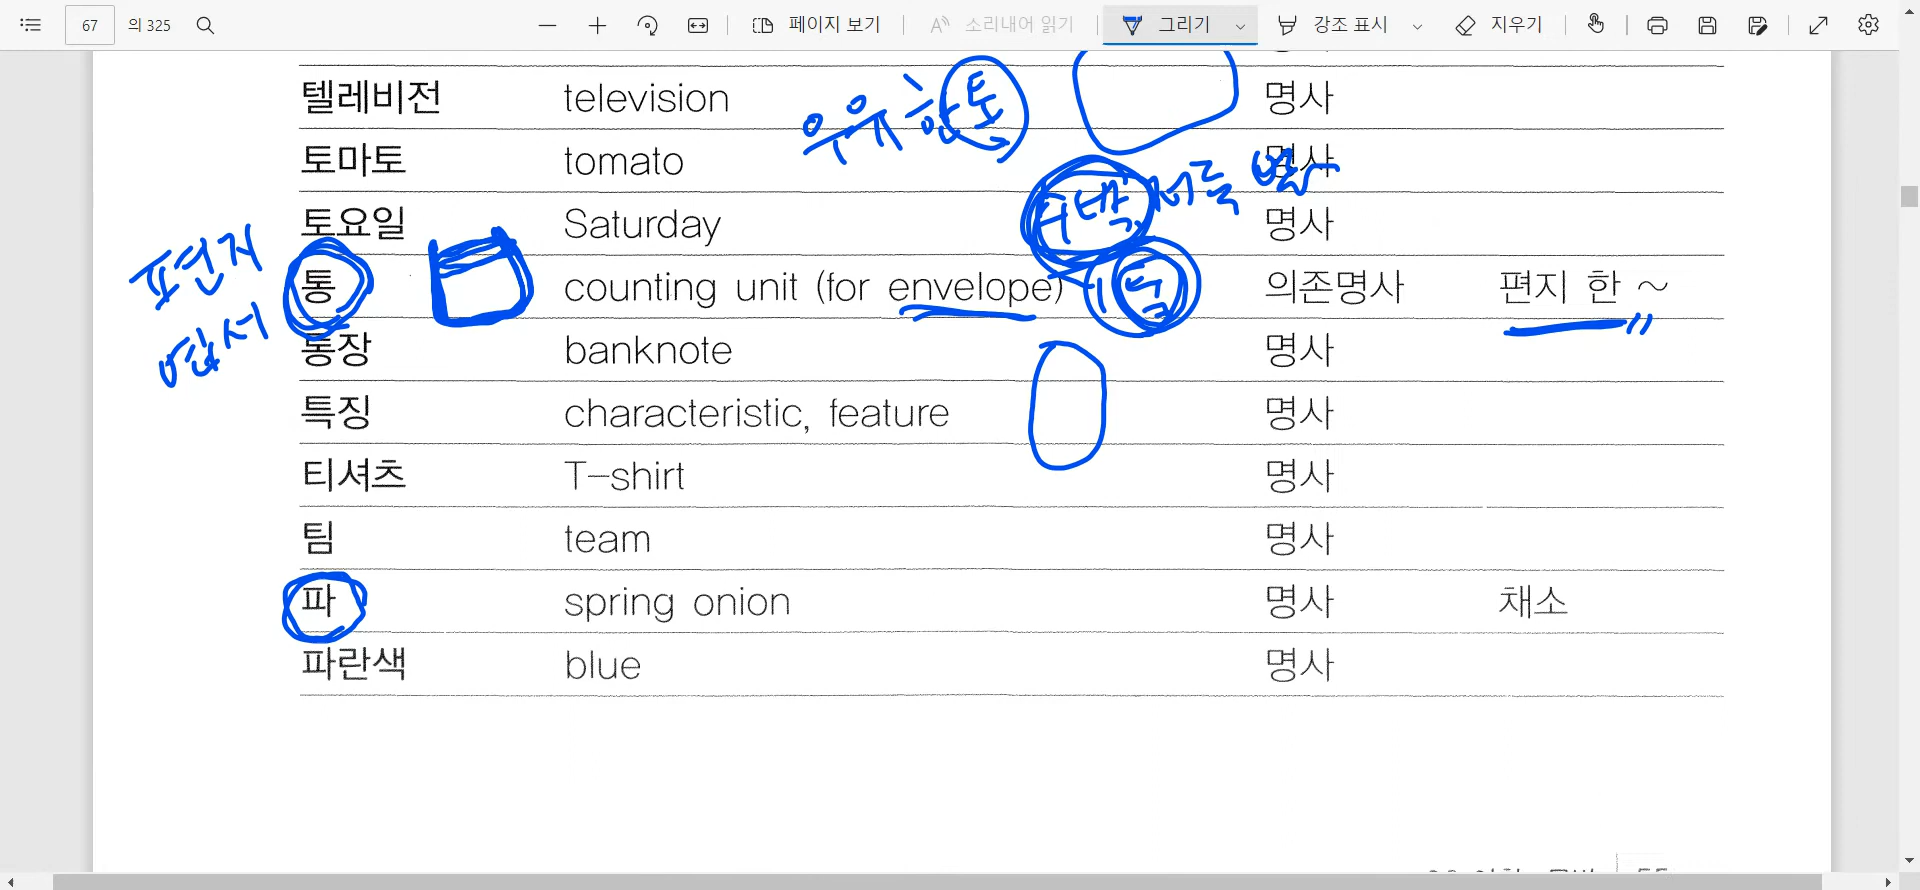 67 의 325 페이지 보기 소리내어 읽기 그리기 강조 표시 지우기
텔레비전 television 명사
우유 한 통
토마토 tomato 명사
수박
토요일 Saturday 명사
편지
통 counting unit (for envelope) 의존명사 편지 한 ~
1 통
답서
통장 banknote 명사
특징 characteristic, feature 명사
티셔츠 T-shirt 명사
팀 team 명사
파 spring onion 명사 채소
파란색 blue 명사